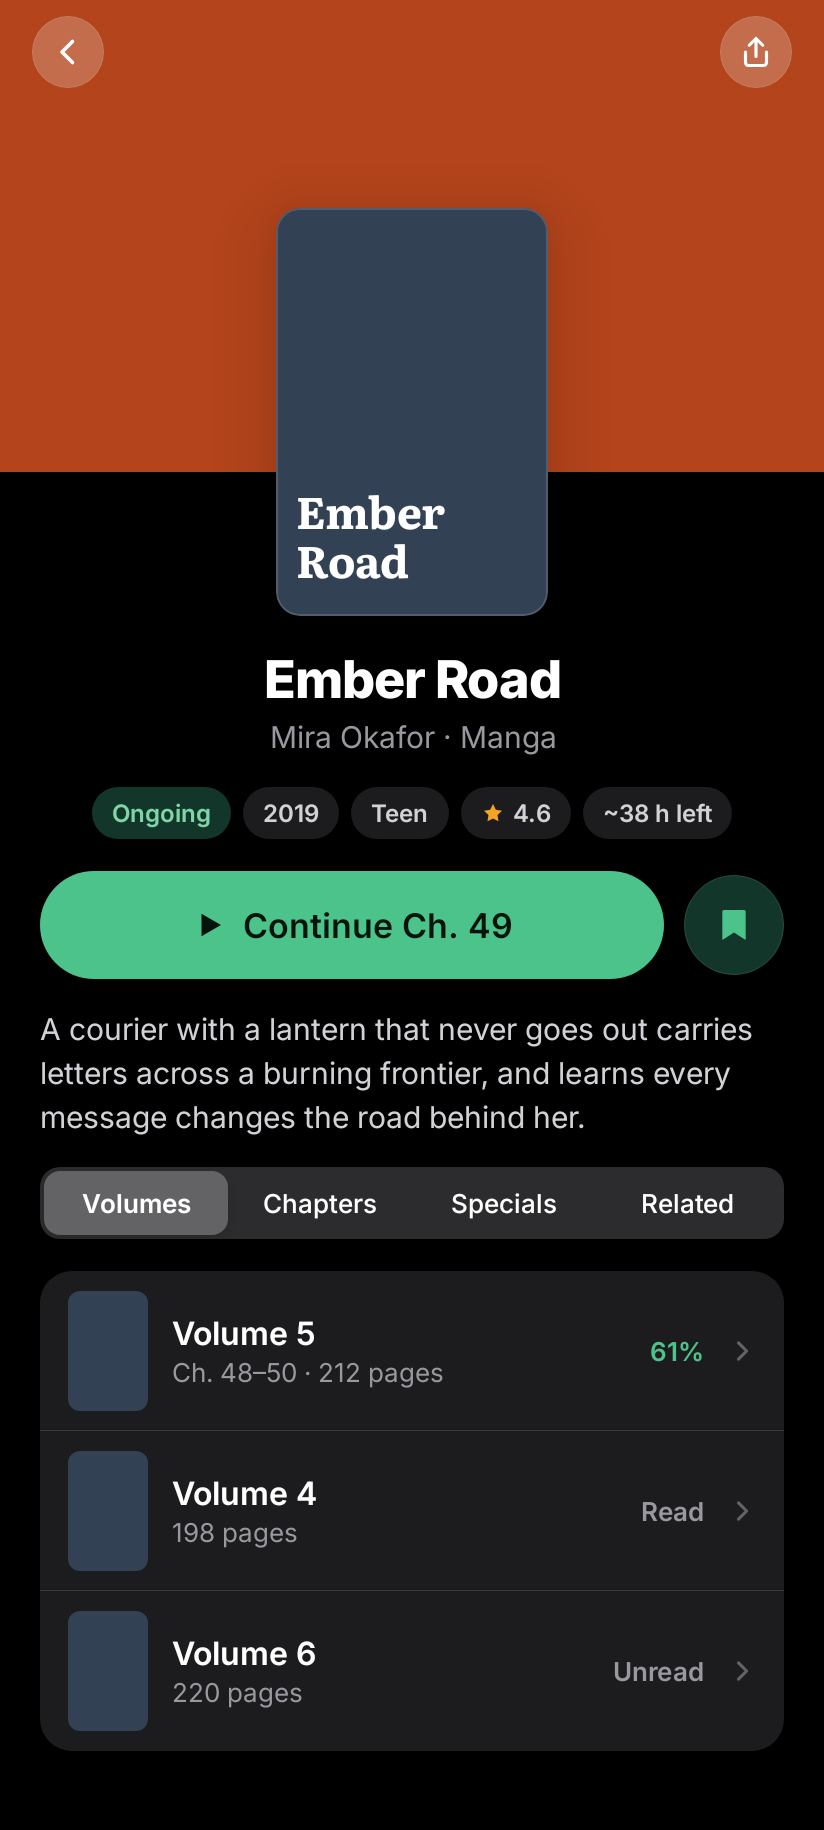 Ember
Road
Ember Road
Mira Okafor · Manga
Ongoing 2019 Teen 4.6 ~38 h left
Continue Ch. 49
A courier with a lantern that never goes out carries
letters across a burning frontier, and learns every
message changes the road behind her.
Volumes Chapters Specials Related
Volume 5
Ch. 48–50 · 212 pages
61%
Volume 4
198 pages
Read
Volume 6
220 pages
Unread